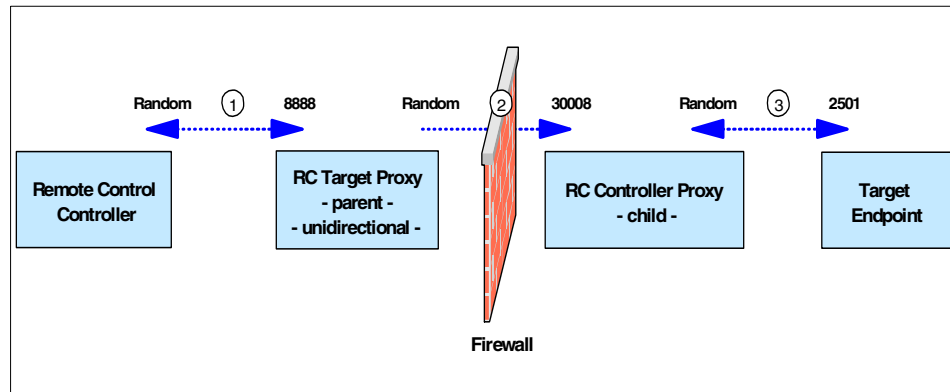 Random 1 8888 Random 2 30008 Random 3 2501
Remote Control
Controller
RC Target Proxy
- parent -
- unidirectional -
RC Controller Proxy
- child -
Target
Endpoint
Firewall